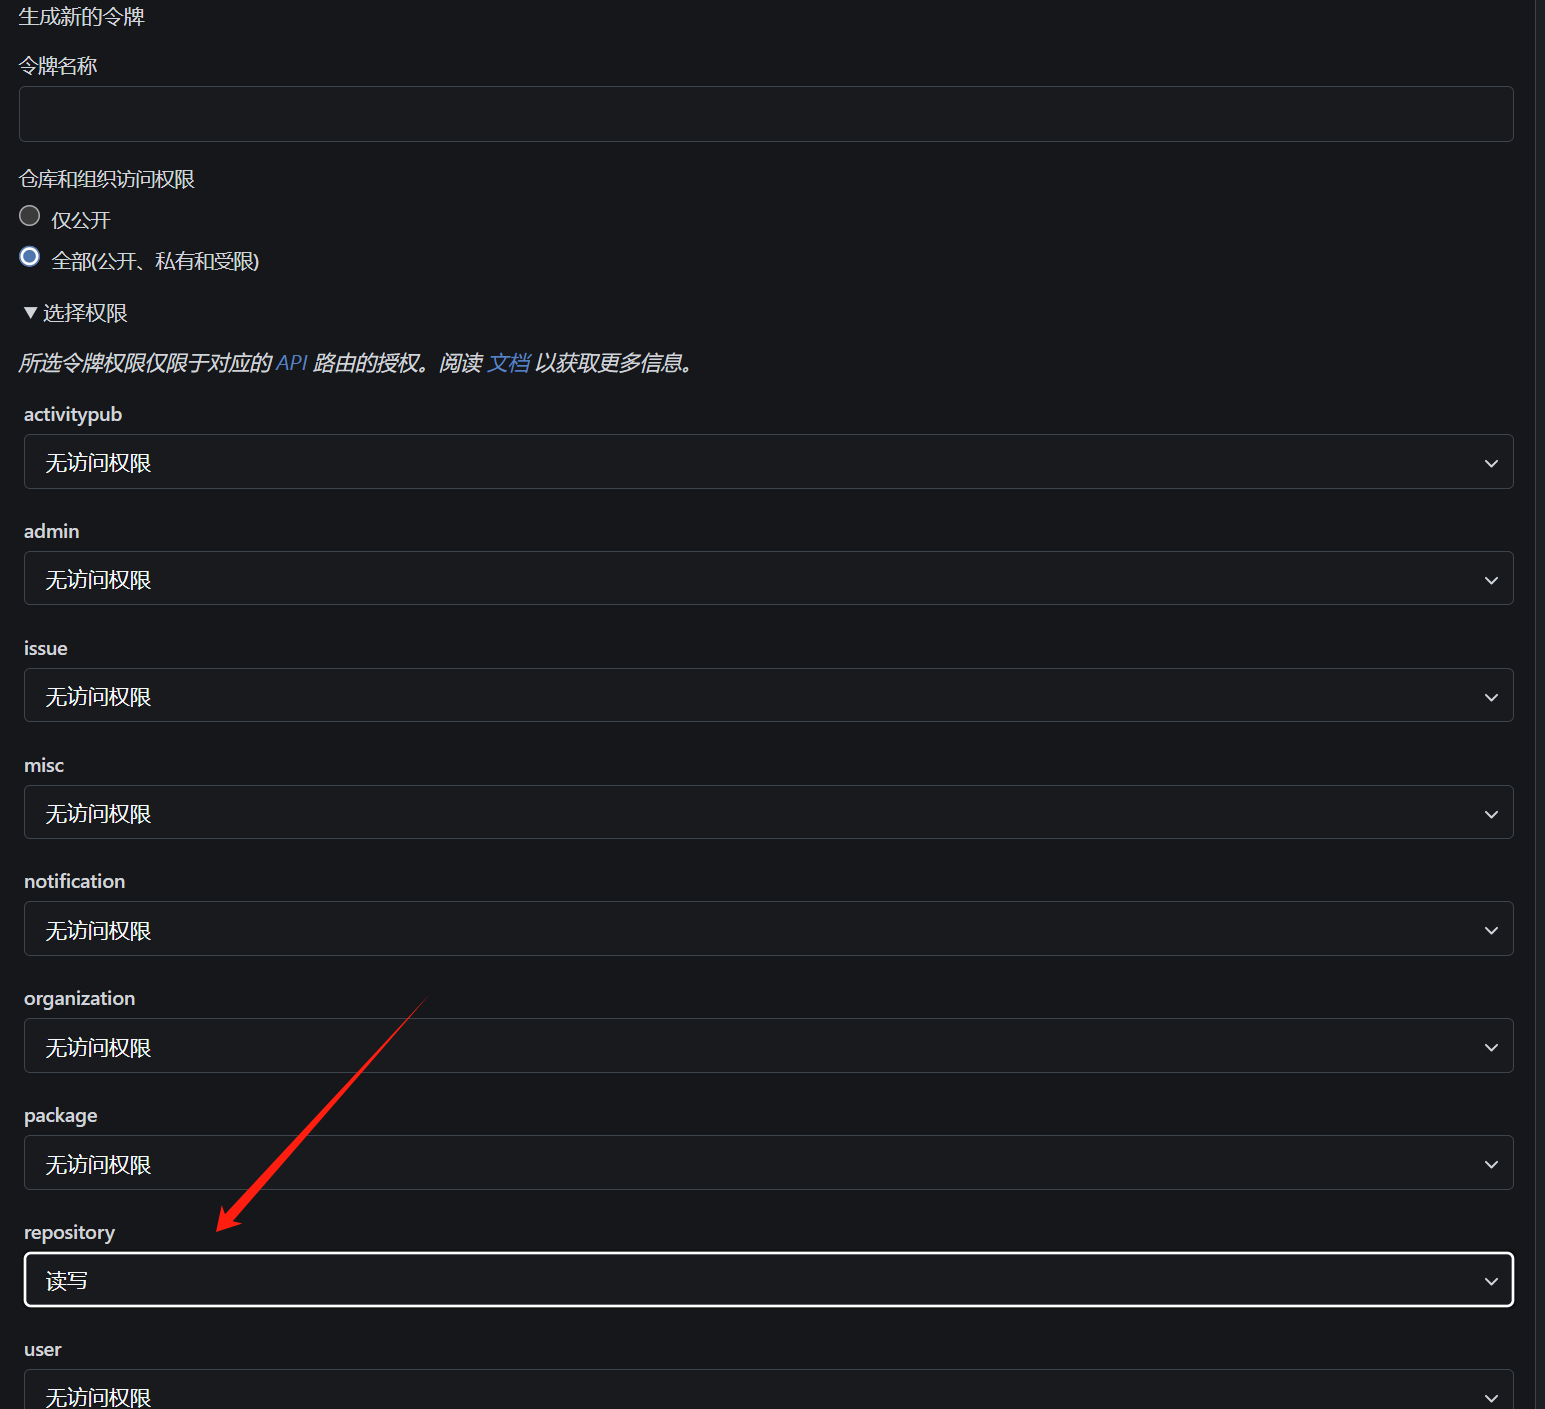 生成新的令牌
令牌名称
仓库和组织访问权限
仅公开
全部(公开、私有和受限)
▼ 选择权限
所选令牌权限仅限于对应的 API 路由的授权。阅读 文档 以获取更多信息。
activitypub
无访问权限
admin
无访问权限
issue
无访问权限
misc
无访问权限
notification
无访问权限
organization
无访问权限
package
无访问权限
repository
读写
user
无访问权限